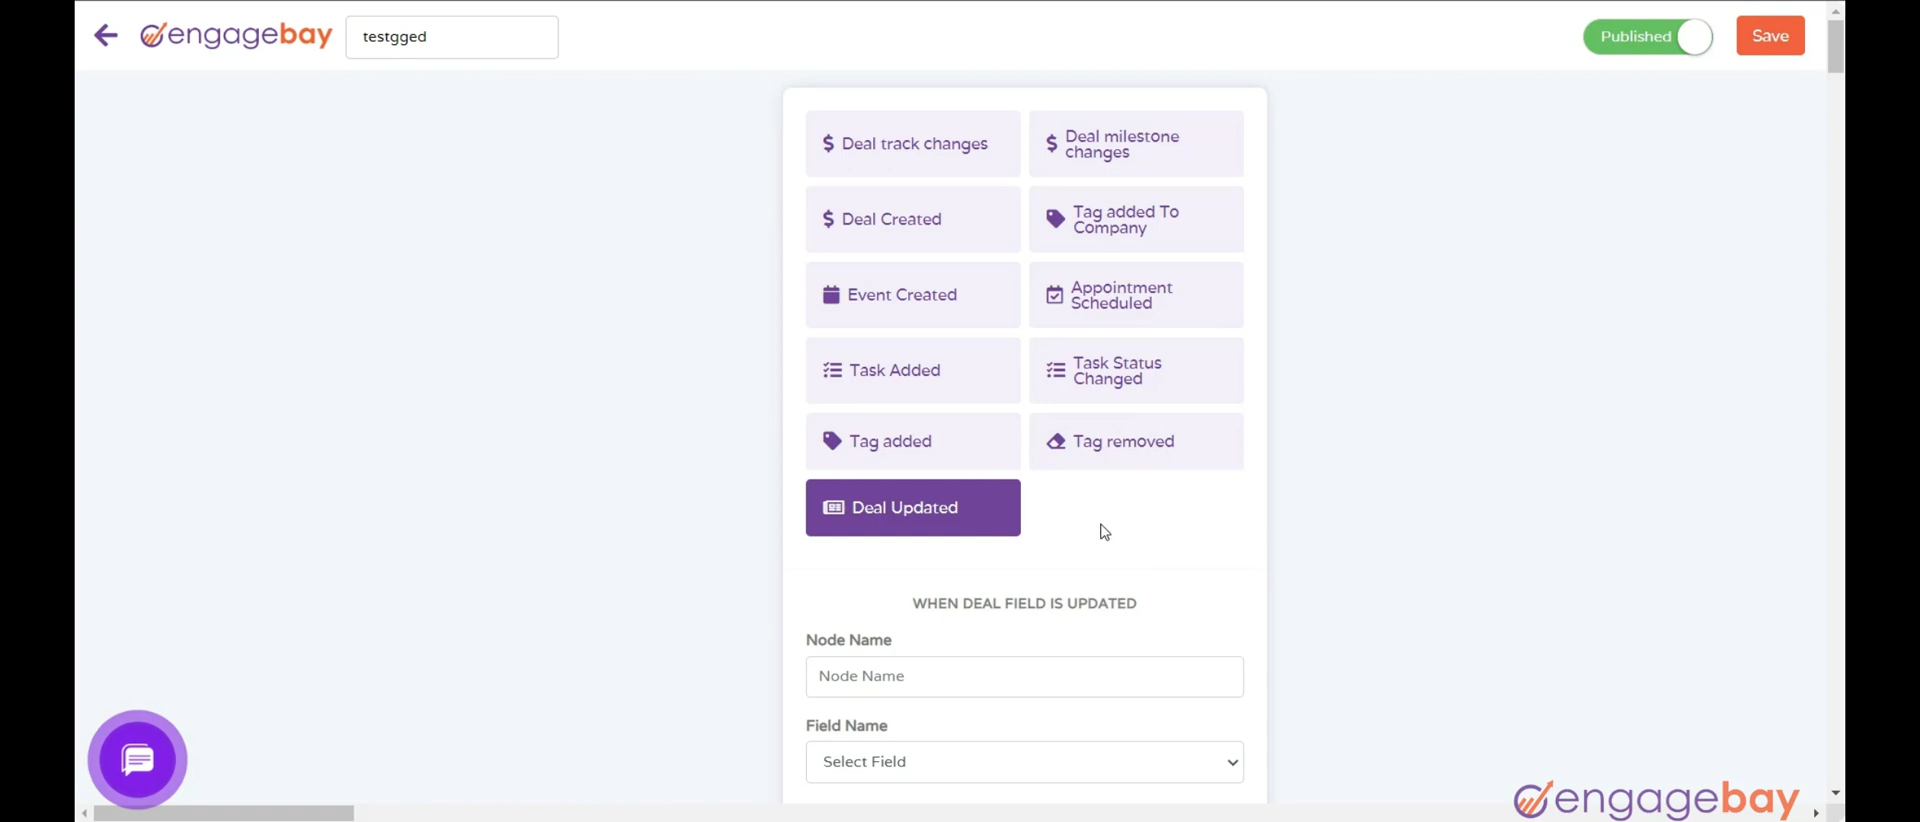 engagebay
testgged
Published
Save
Deal track changes
Deal milestone
changes
Deal Created
Tag added To
Company
Event Created
Appointment
Scheduled
Task Added
Task Status
Changed
Tag added
Tag removed
Deal Updated
WHEN DEAL FIELD IS UPDATED
Node Name
Node Name
Field Name
Select Field
engagebay